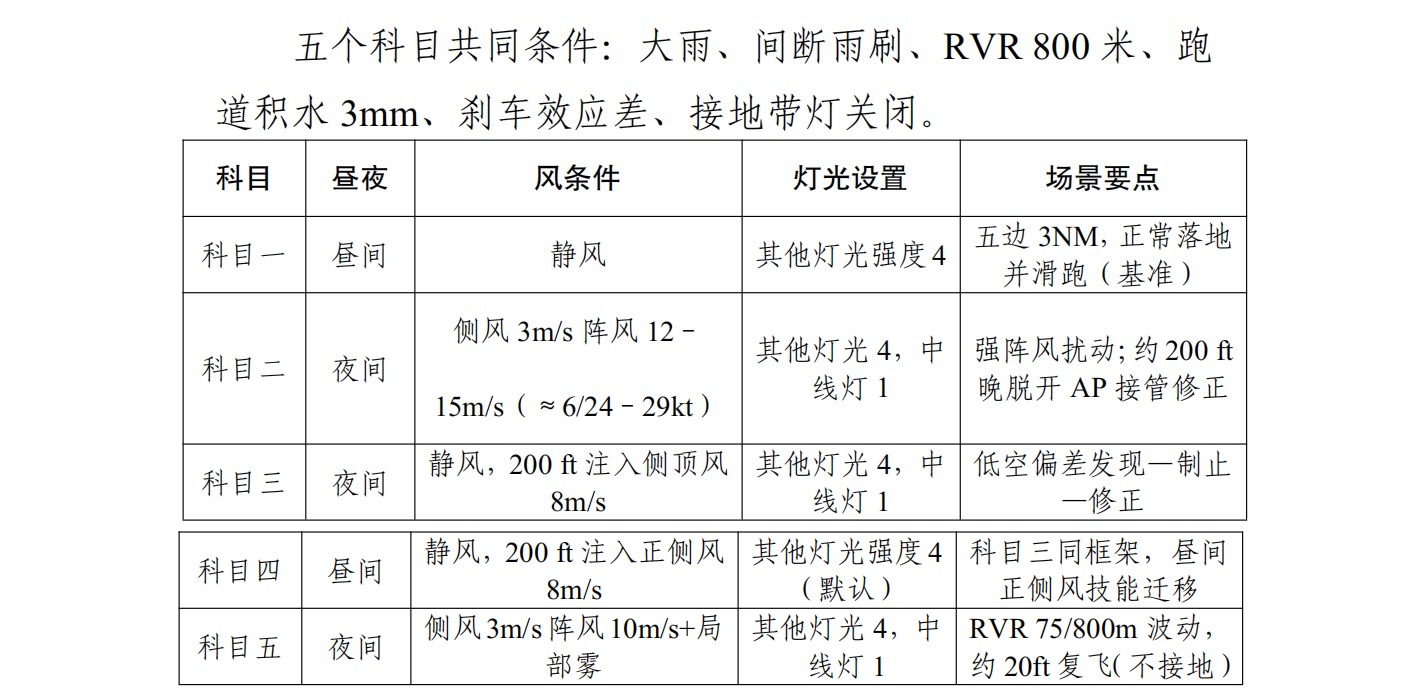 五个科目共同条件：大雨、间断雨刷、RVR 800 米、跑
道积水 3mm、刹车效应差、接地带灯关闭。
科目 昼夜 风条件 灯光设置 场景要点
科目一 昼间 静风 其他灯光强度 4 五边 3NM，正常落地
并滑跑（基准）
科目二 夜间 侧风 3m/s 阵风 12－
15m/s（≈6/24－29kt） 其他灯光 4，中
线灯 1 强阵风扰动；约 200 ft
晚脱开 AP 接管修正
科目三 夜间 静风，200 ft 注入侧顶风
8m/s 其他灯光 4，中
线灯 1 低空偏差发现—制止
—修正
科目四 昼间 静风，200 ft 注入正侧风
8m/s 其他灯光强度 4
（默认） 科目三同框架，昼间
正侧风技能迁移
科目五 夜间 侧风 3m/s 阵风 10m/s+局
部雾 其他灯光 4，中
线灯 1 RVR 75/800m 波动，
约 20ft 复飞（不接地）